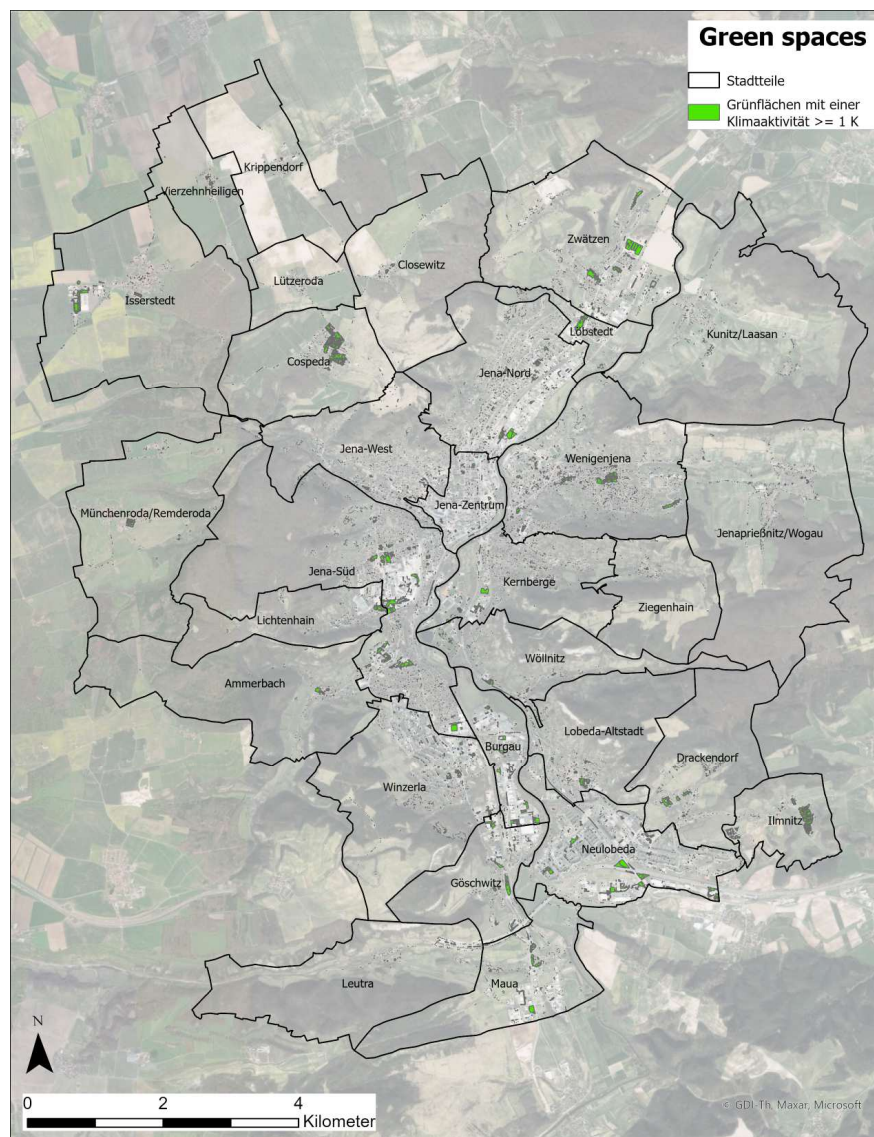 Green spaces
Stadtteile
Grünflächen mit einer
Klimaaktivität >= 1 K
Krippendorf
Vierzehnheiligen
Zwätzen
Closewitz
Lützeroda
Isserstedt
Löbstedt
Kunitz/Laasan
Cospeda
Jena-Nord
Jena-West
Wenigenjena
Jena-Zentrum
Münchenroda/Remderoda
Jenaprießnitz/Wogau
Jena-Süd
Kernberge
Ziegenhain
Lichtenhain
Wöllnitz
Ammerbach
Lobeda-Altstadt
Burgau
Drackendorf
Winzerla
Ilmnitz
Neulobeda
Göschwitz
Leutra
Maua
N
0 2 4
Kilometer
© GDI-Th, Maxar, Microsoft